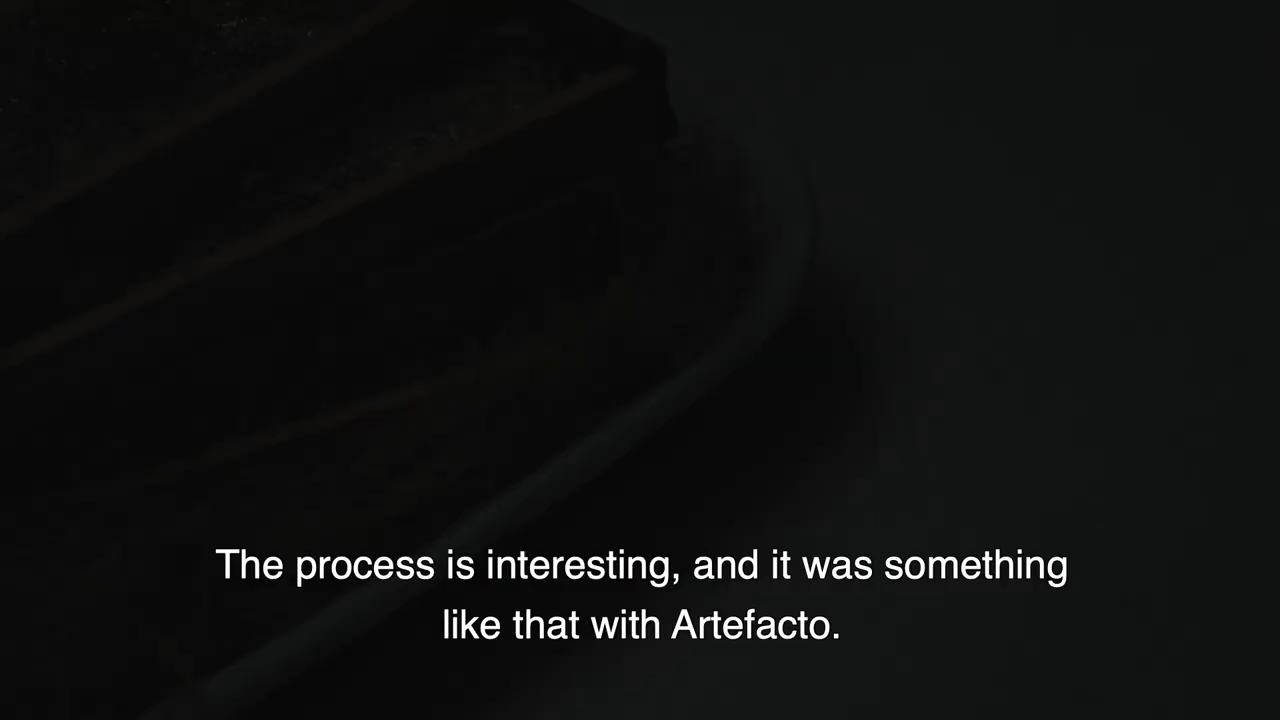 The process is interesting, and it was something
like that with Artefacto.